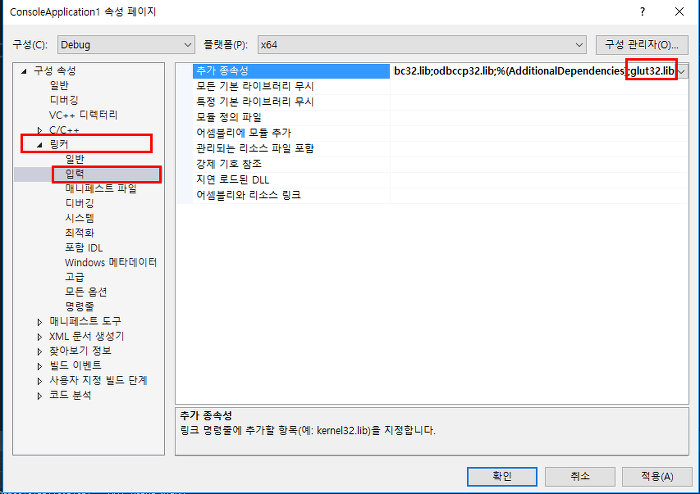 ConsoleApplication1 속성 페이지
구성(C): Debug 플랫폼(P): x64 구성 관리자(O)...
구성 속성
일반
디버깅
VC++ 디렉터리
C/C++
링커
일반
입력
매니페스트 파일
디버깅
시스템
최적화
포함 IDL
Windows 메타데이터
고급
모든 옵션
명령줄
매니페스트 도구
XML 문서 생성기
찾아보기 정보
빌드 이벤트
사용자 지정 빌드 단계
코드 분석
추가 종속성 bc32.lib;odbccp32.lib;%(AdditionalDependencies);glut32.lib
모든 기본 라이브러리 무시
특정 기본 라이브러리 무시
모듈 정의 파일
어셈블리에 모듈 추가
관리되는 리소스 파일 포함
강제 기호 참조
지연 로드된 DLL
어셈블리와 리소스 링크
추가 종속성
링크 명령줄에 추가할 항목(예: kernel32.lib)을 지정합니다.
확인 취소 적용(A)